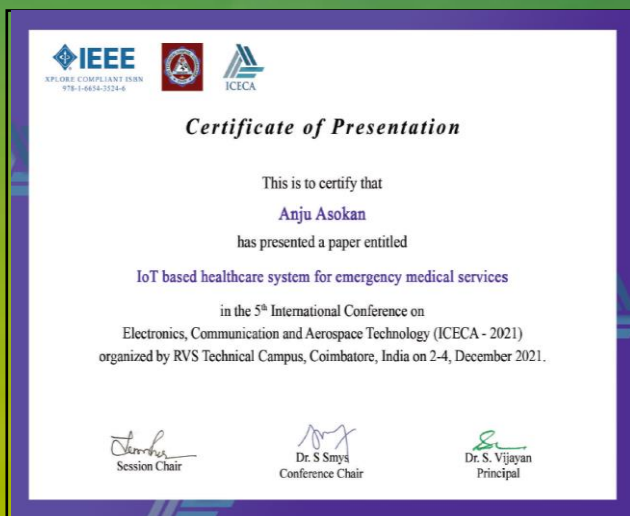 IEEE
XPLORE COMPLIANT ISBN
978-1-6654-3524-6
ICECA
Certificate of Presentation
This is to certify that
Anju Asokan
has presented a paper entitled
IoT based healthcare system for emergency medical services
in the 5th International Conference on
Electronics, Communication and Aerospace Technology (ICECA - 2021)
organized by RVS Technical Campus, Coimbatore, India on 2-4, December 2021.
Session Chair
Dr. S Smys
Conference Chair
Dr. S. Vijayan
Principal